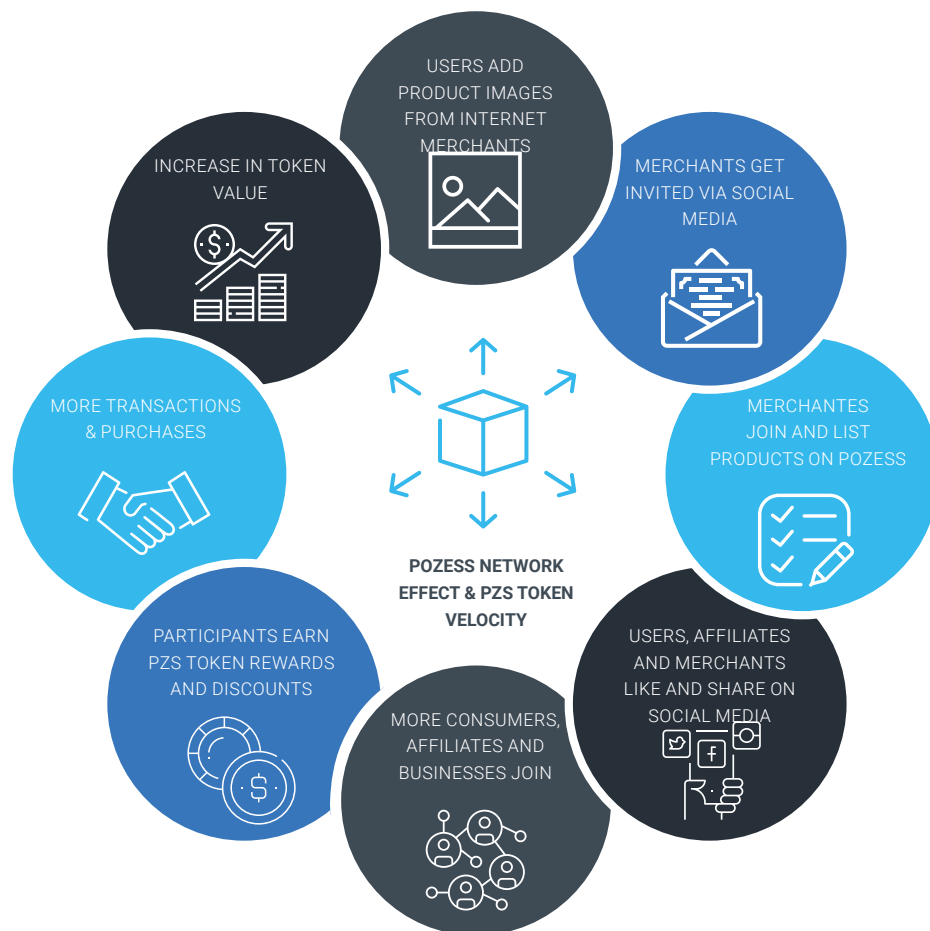 USERS ADD
PRODUCT IMAGES
FROM INTERNET
MERCHANTS
MERCHANTS GET
INVITED VIA SOCIAL
MEDIA
MERCHANTES
JOIN AND LIST
PRODUCTS ON POZESS
USERS, AFFILIATES
AND MERCHANTS
LIKE AND SHARE ON
SOCIAL MEDIA
MORE CONSUMERS,
AFFILIATES AND
BUSINESSES JOIN
PARTICIPANTS EARN
PZS TOKEN REWARDS
AND DISCOUNTS
MORE TRANSACTIONS
& PURCHASES
INCREASE IN TOKEN
VALUE
POZESS NETWORK
EFFECT & PZS TOKEN
VELOCITY